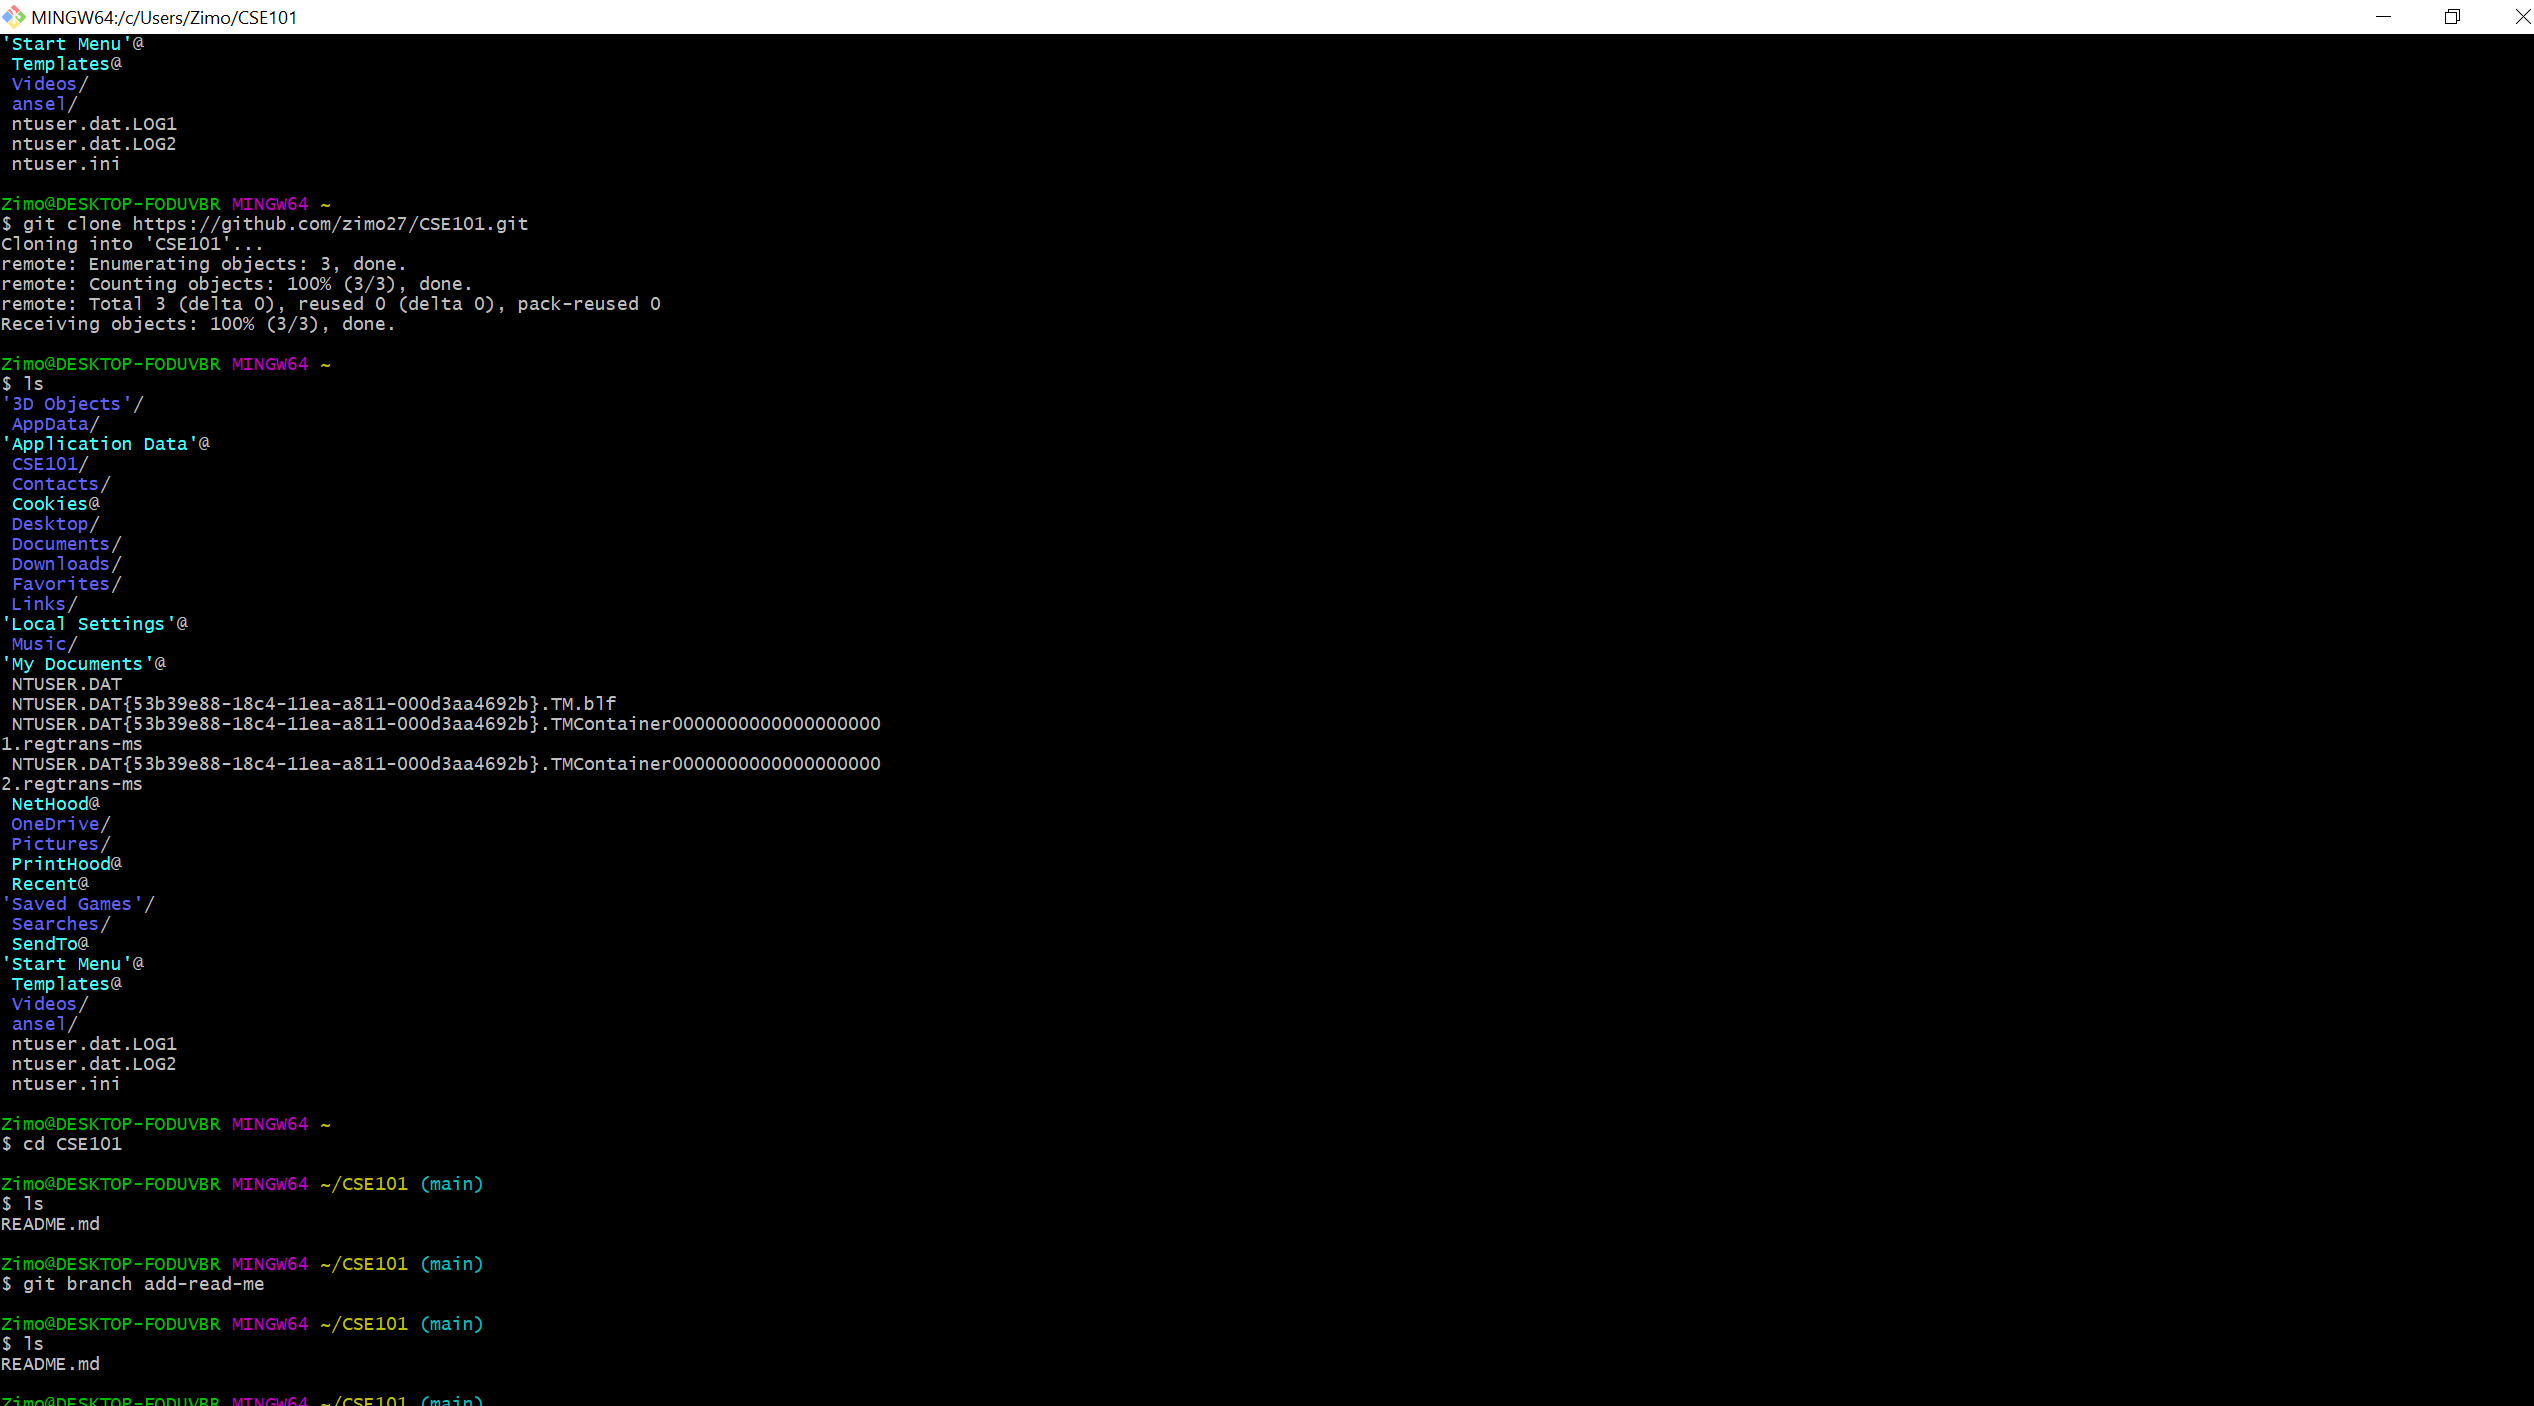 MINGW64:/c/Users/Zimo/CSE101
'Start Menu'@
Templates@
Videos/
ansel/
ntuser.dat.LOG1
ntuser.dat.LOG2
ntuser.ini
Zimo@DESKTOP-FODUVBR MINGW64 ~
$ git clone https://github.com/zimo27/CSE101.git
Cloning into 'CSE101'...
remote: Enumerating objects: 3, done.
remote: Counting objects: 100% (3/3), done.
remote: Total 3 (delta 0), reused 0 (delta 0), pack-reused 0
Receiving objects: 100% (3/3), done.
Zimo@DESKTOP-FODUVBR MINGW64 ~
$ ls
'3D Objects'/
AppData/
'Application Data'@
CSE101/
Contacts/
Cookies@
Desktop/
Documents/
Downloads/
Favorites/
Links/
'Local Settings'@
Music/
'My Documents'@
NTUSER.DAT
NTUSER.DAT{53b39e88-18c4-11ea-a811-000d3aa4692b}.TM.blf
NTUSER.DAT{53b39e88-18c4-11ea-a811-000d3aa4692b}.TMContainer0000000000000000000
1.regtrans-ms
NTUSER.DAT{53b39e88-18c4-11ea-a811-000d3aa4692b}.TMContainer0000000000000000000
2.regtrans-ms
NetHood@
OneDrive/
Pictures/
PrintHood@
Recent@
'Saved Games'/
Searches/
SendTo@
'Start Menu'@
Templates@
Videos/
ansel/
ntuser.dat.LOG1
ntuser.dat.LOG2
ntuser.ini
Zimo@DESKTOP-FODUVBR MINGW64 ~
$ cd CSE101
Zimo@DESKTOP-FODUVBR MINGW64 ~/CSE101 (main)
$ ls
README.md
Zimo@DESKTOP-FODUVBR MINGW64 ~/CSE101 (main)
$ git branch add-read-me
Zimo@DESKTOP-FODUVBR MINGW64 ~/CSE101 (main)
$ ls
README.md
Zimo@DESKTOP-FODUVBR MINGW64 ~/CSE101 (main)